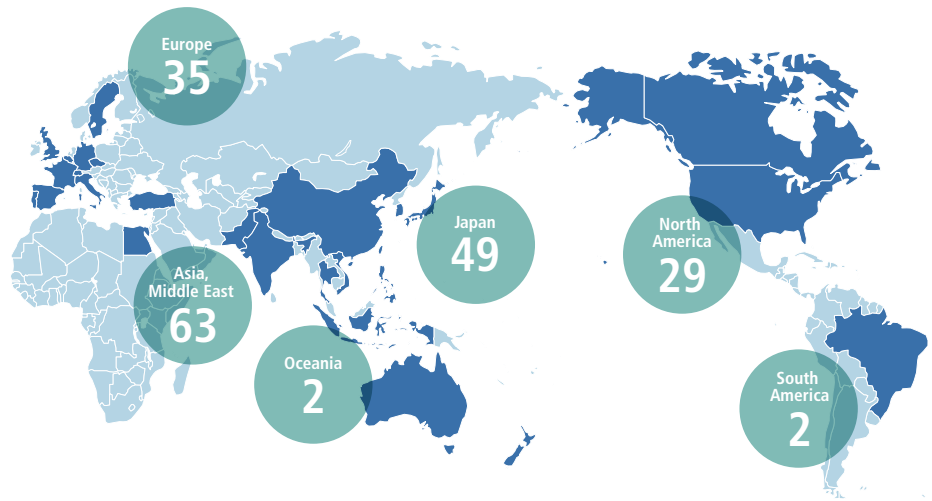 Europe
35
Japan
49
North
America
29
Asia,
Middle East
63
Oceania
2
South
America
2